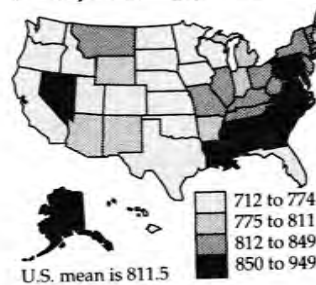 712 to 774
775 to 811
812 to 849
850 to 949
U.S. mean is 811.5